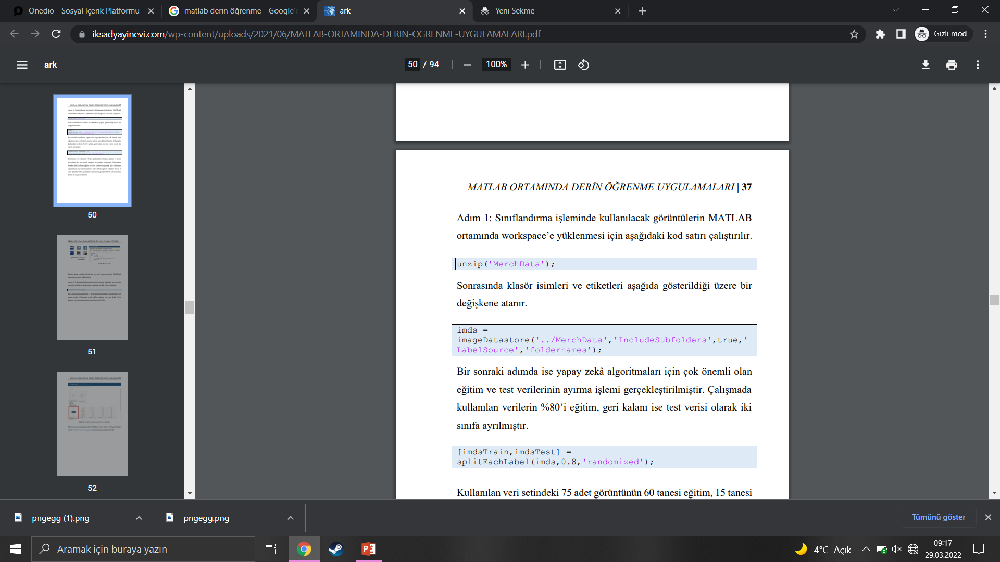 Onedio - Sosyal İçerik Platformu
matlab derin öğrenme - Google'd
ark
Yeni Sekme
iksadyayinevi.com/wp-content/uploads/2021/06/MATLAB-ORTAMINDA-DERIN-OGRENME-UYGULAMALARI.pdf
Gizli mod
ark
50 / 94
100%
50
51
52
MATLAB ORTAMINDA DERİN ÖĞRENME UYGULAMALARI | 37
Adım 1: Sınıflandırma işleminde kullanılacak görüntülerin MATLAB
ortamında workspace’e yüklenmesi için aşağıdaki kod satırı çalıştırılır.
unzip('MerchData');
Sonrasında klasör isimleri ve etiketleri aşağıda gösterildiği üzere bir
değişkene atanır.
imds =
imageDatastore('../MerchData','IncludeSubfolders',true,'
LabelSource','foldernames');
Bir sonraki adımda ise yapay zekâ algoritmaları için çok önemli olan
eğitim ve test verilerinin ayırma işlemi gerçekleştirilmiştir. Çalışmada
kullanılan verilerin %80’i eğitim, geri kalanı ise test verisi olarak iki
sınıfa ayrılmıştır.
[imdsTrain,imdsTest] =
splitEachLabel(imds,0.8,'randomized');
Kullanılan veri setindeki 75 adet görüntünün 60 tanesi eğitim, 15 tanesi
pngegg (1).png
pngegg.png
Tümünü göster
Aramak için buraya yazın
4°C Açık
09:17
29.03.2022